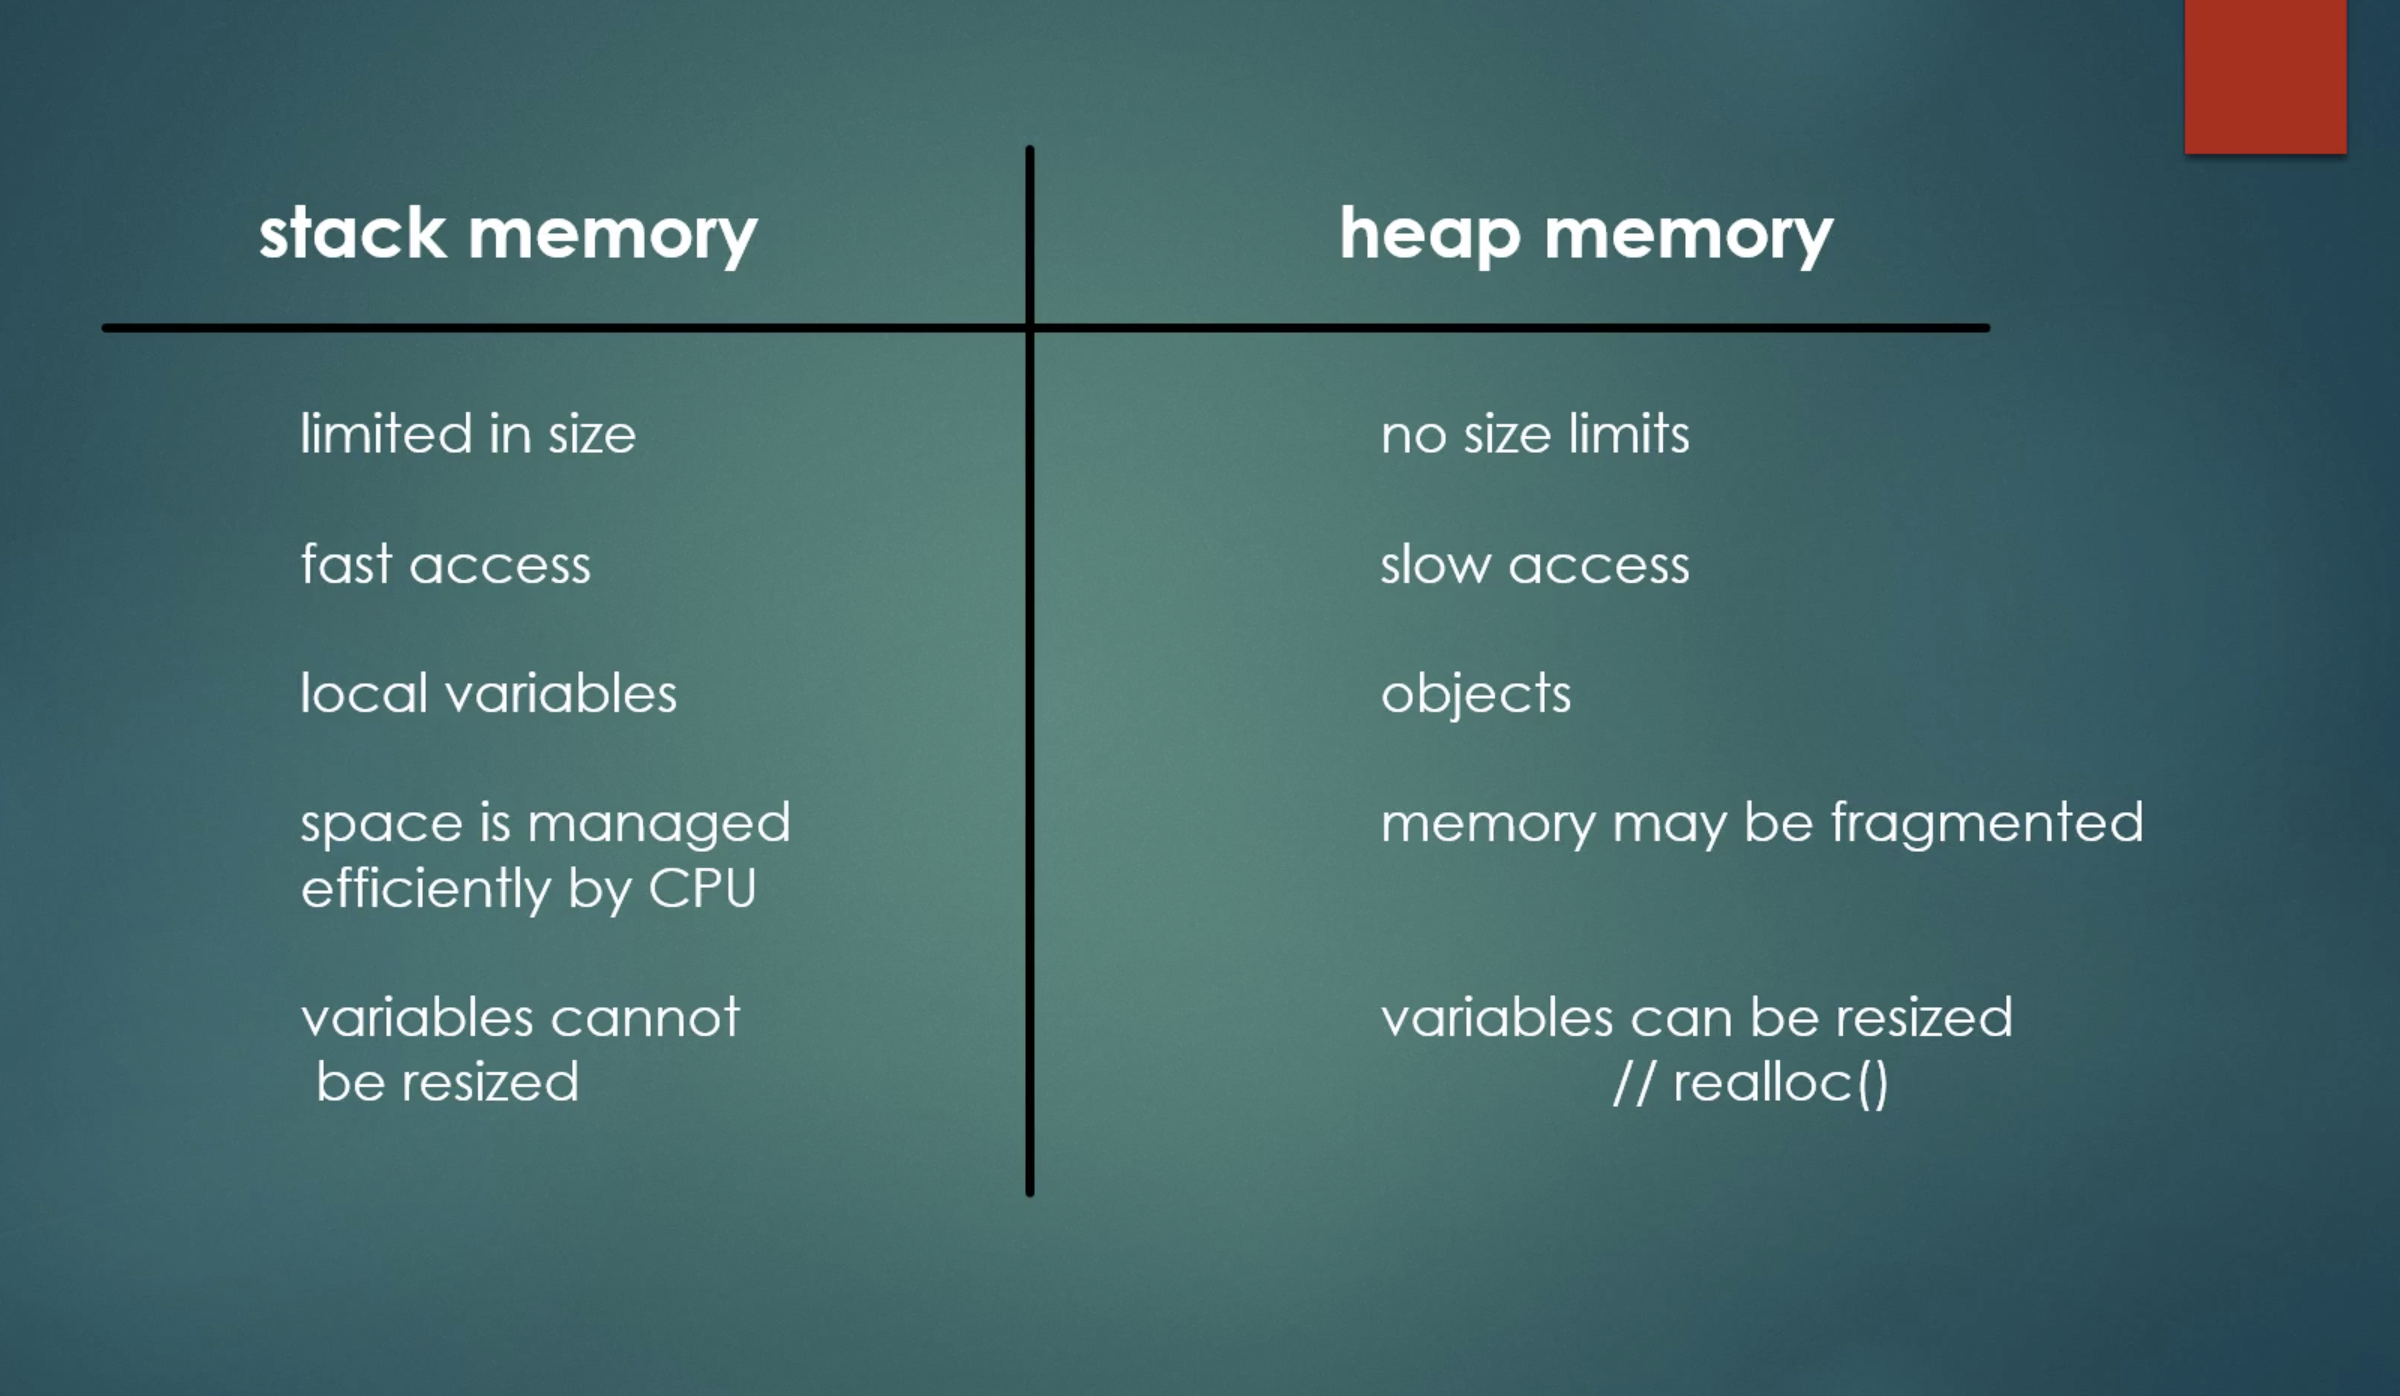 stack memory
heap memory
limited in size
no size limits
fast access
slow access
local variables
objects
space is managed
efficiently by CPU
memory may be fragmented
variables cannot
be resized
variables can be resized
// realloc()